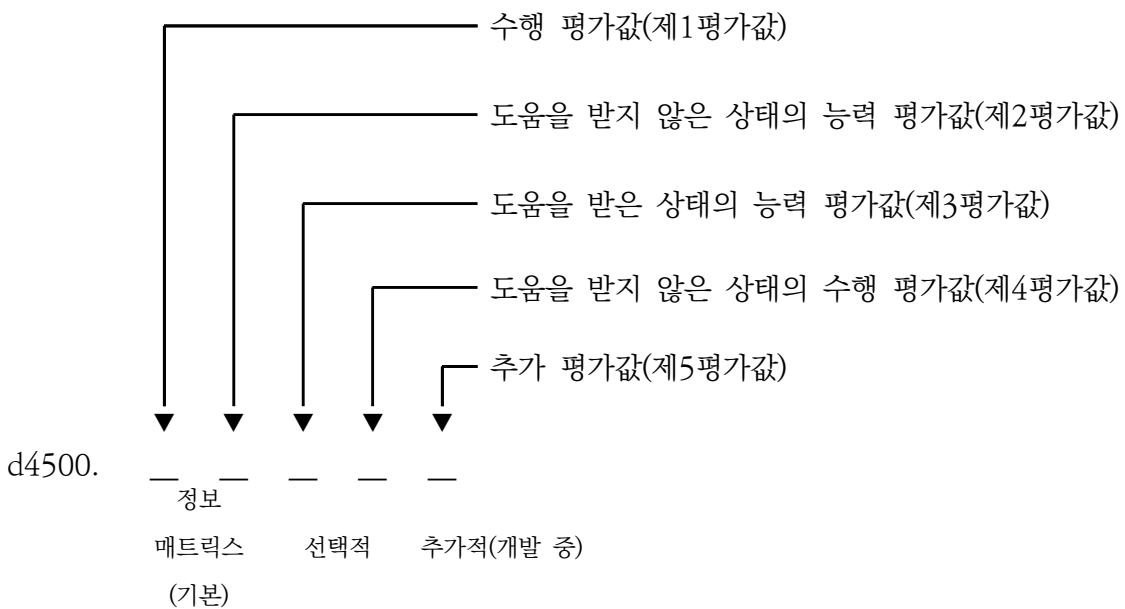 수행 평가값(제1평가값)
도움을 받지 않은 상태의 능력 평가값(제2평가값)
도움을 받은 상태의 능력 평가값(제3평가값)
도움을 받지 않은 상태의 수행 평가값(제4평가값)
추가 평가값(제5평가값)
d4500. _ _ _ _ _
정보
매트릭스 선택적 추가적(개발 중)
(기본)